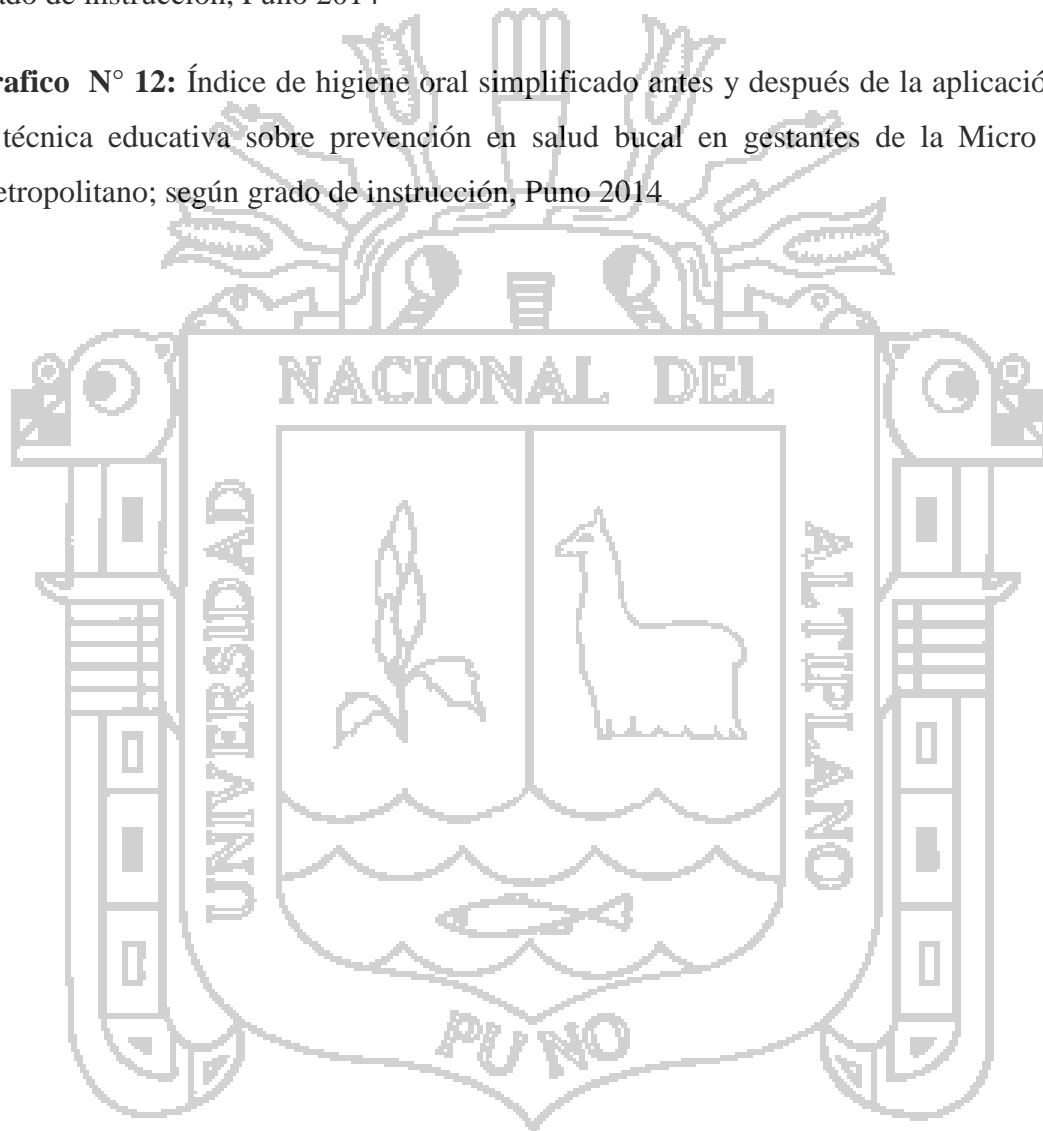 ado de instrucción, Puno 2014
rafico N° 12: Índice de higiene oral simplificado antes y después de la aplicació
técnica educativa sobre prevención en salud bucal en gestantes de la Micro
etropolitano; según grado de instrucción, Puno 2014
NACIONAL DEL
UNIVERSIDAD
ALTIPLANO
PUNO